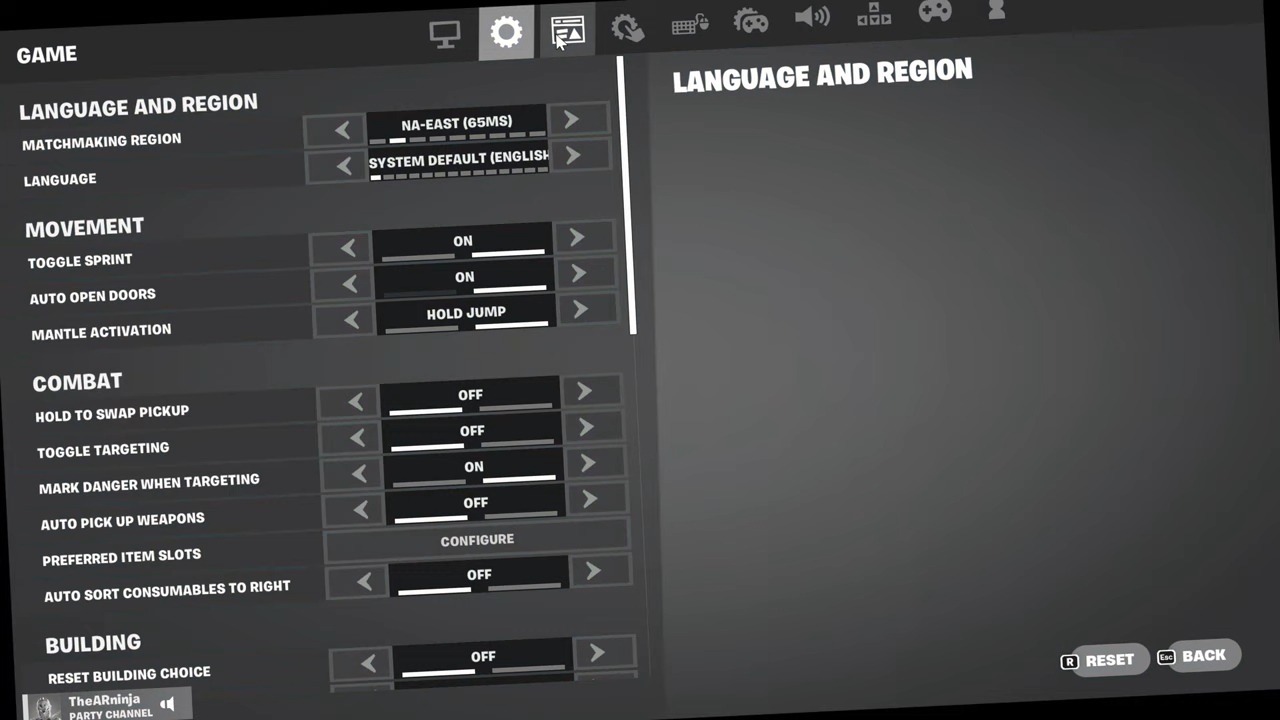 GAME
LANGUAGE AND REGION
MATCHMAKING REGION
NA-EAST (65MS)
LANGUAGE
SYSTEM DEFAULT (ENGLISH
MOVEMENT
TOGGLE SPRINT
ON
AUTO OPEN DOORS
ON
MANTLE ACTIVATION
HOLD JUMP
COMBAT
HOLD TO SWAP PICKUP
OFF
TOGGLE TARGETING
OFF
MARK DANGER WHEN TARGETING
ON
AUTO PICK UP WEAPONS
OFF
PREFERRED ITEM SLOTS
CONFIGURE
AUTO SORT CONSUMABLES TO RIGHT
OFF
BUILDING
RESET BUILDING CHOICE
OFF
TheARninja
PARTY CHANNEL
LANGUAGE AND REGION
R RESET
Esc BACK